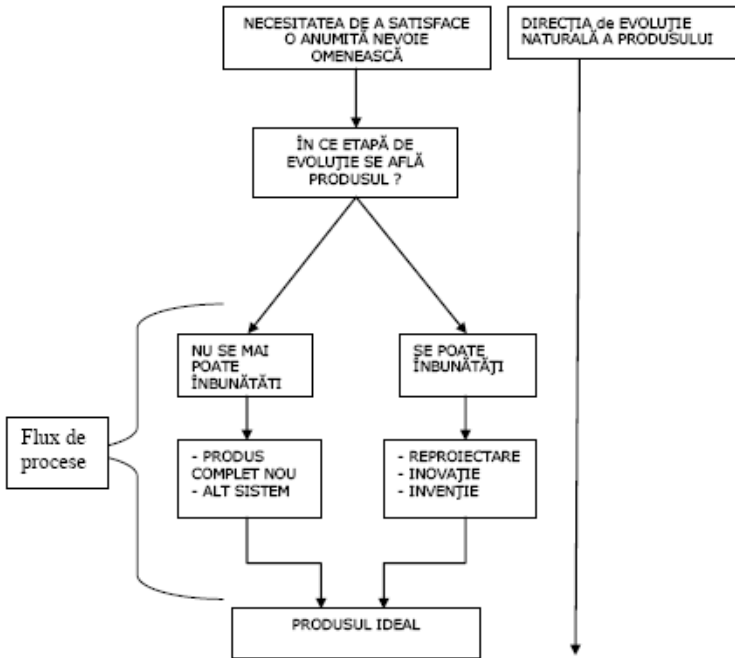 NECESITATEA DE A SATISFACE
O ANUMITĂ NEVOIE
OMENEASCĂ
DIRECȚIA de EVOLUȚIE
NATURALĂ A PRODUSULUI
ÎN CE ETAPĂ DE
EVOLUȚIE SE AFLĂ
PRODUSUL ?
NU SE MAI
POATE
ÎNBUNĂTĂTI
SE POATE
ÎNBUNĂTĂȚI
Flux de
procese
- PRODUS
COMPLET NOU
- ALT SISTEM
- REPROIECTARE
- INOVAȚIE
- INVENȚIE
PRODUSUL IDEAL